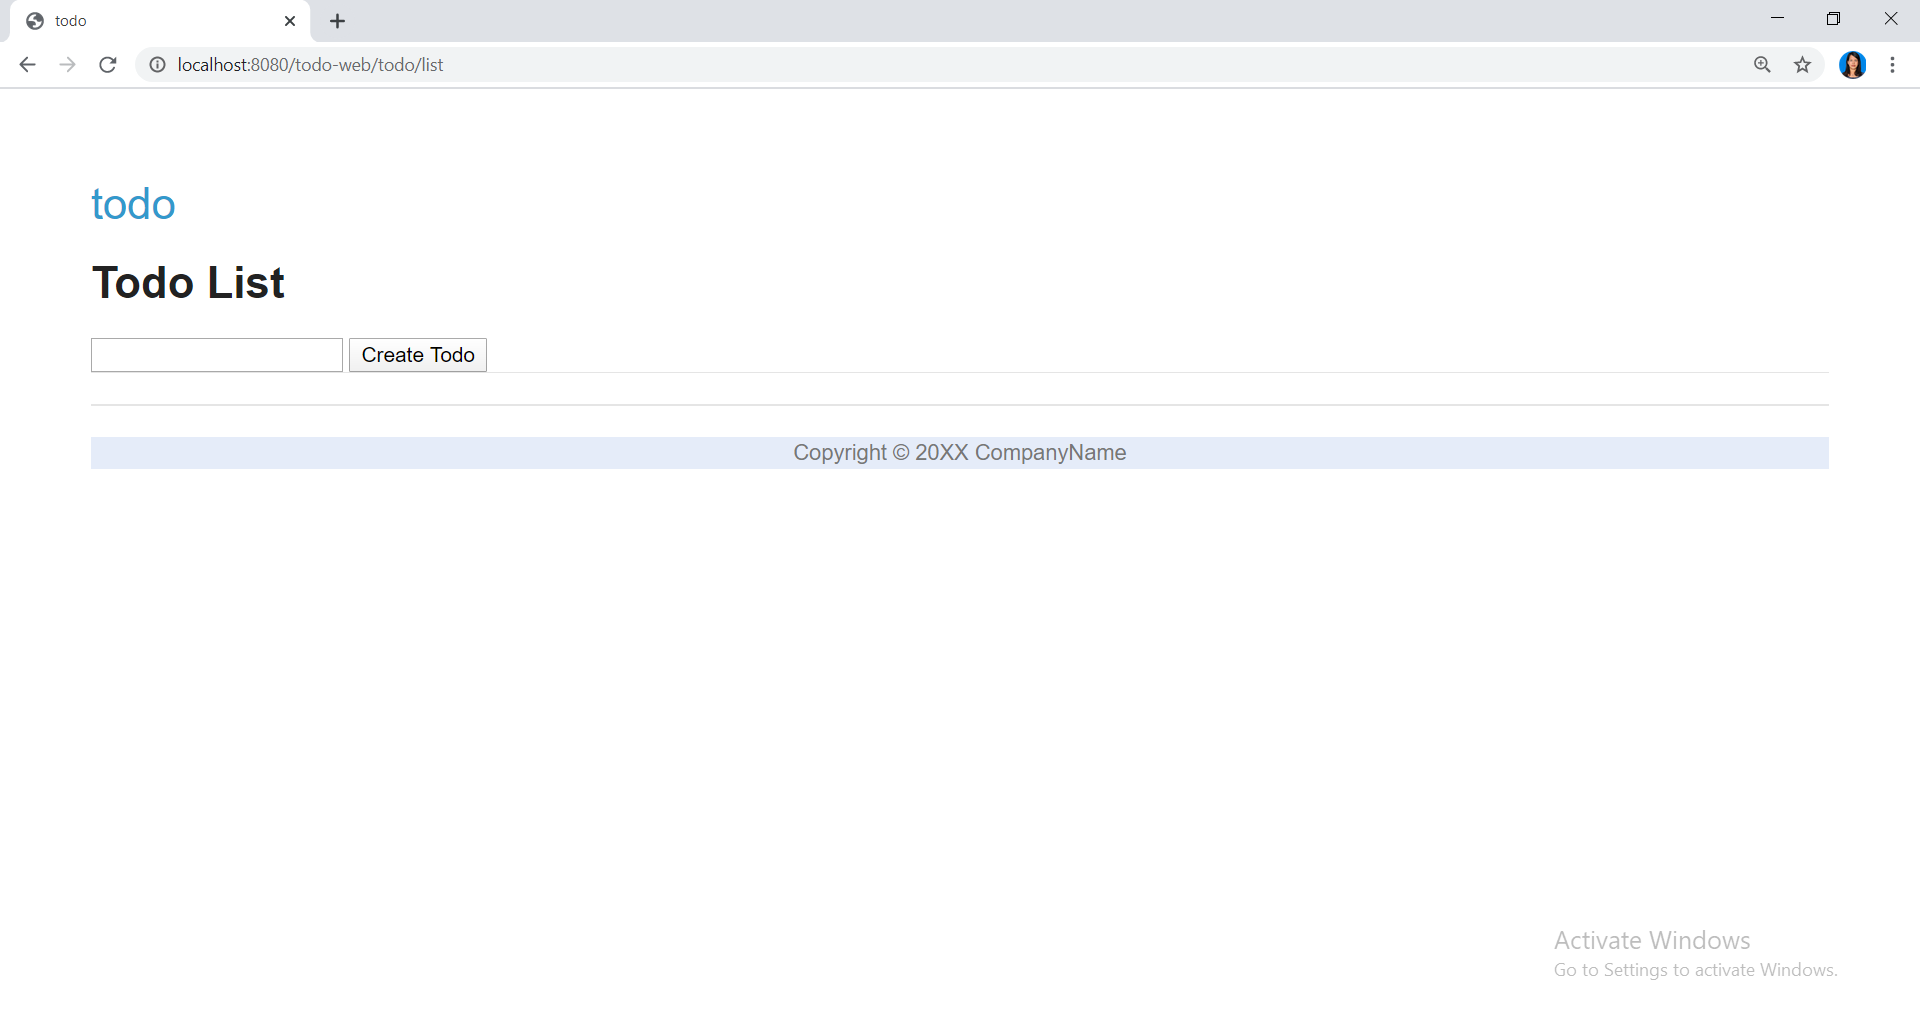 todo
localhost:8080/todo-web/todo/list
todo
Todo List
Create Todo
Copyright © 20XX CompanyName
Activate Windows
Go to Settings to activate Windows.